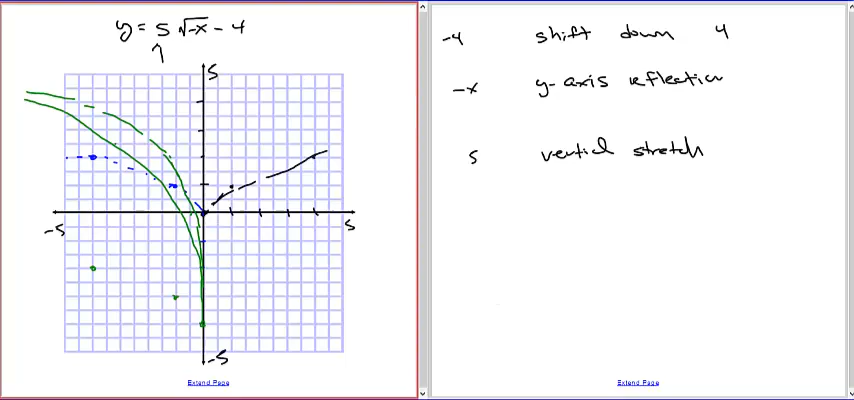 y = 5 √-x - 4
5
-5
5
-5
Extend Page
-4 shift down 4
-x y-axis reflection
5 vertical stretch
Extend Page